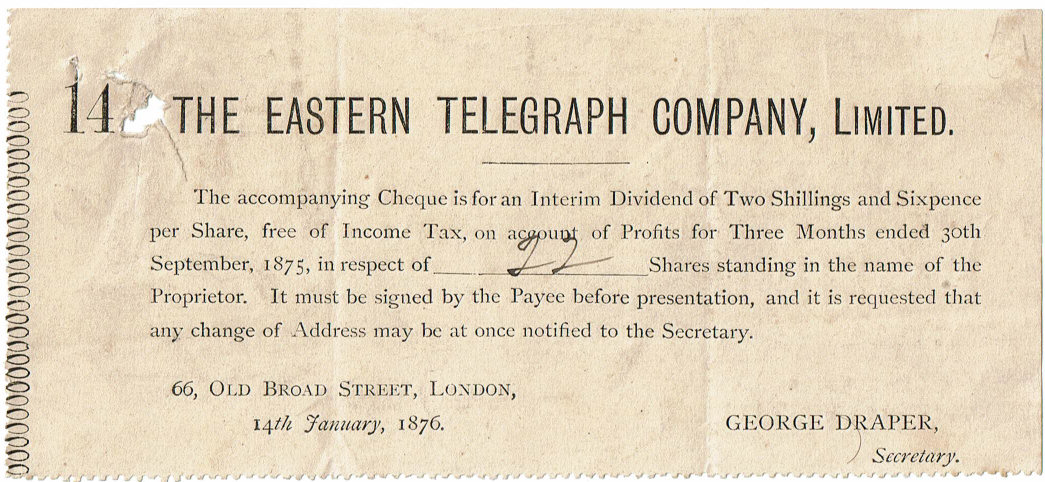 14 THE EASTERN TELEGRAPH COMPANY, LIMITED.
The accompanying Cheque is for an Interim Dividend of Two Shillings and Sixpence
per Share, free of Income Tax, on account of Profits for Three Months ended 30th
September, 1875, in respect of 22 Shares standing in the name of the
Proprietor. It must be signed by the Payee before presentation, and it is requested that
any change of Address may be at once notified to the Secretary.
66, OLD BROAD STREET, LONDON,
14th January, 1876.
GEORGE DRAPER,
Secretary.